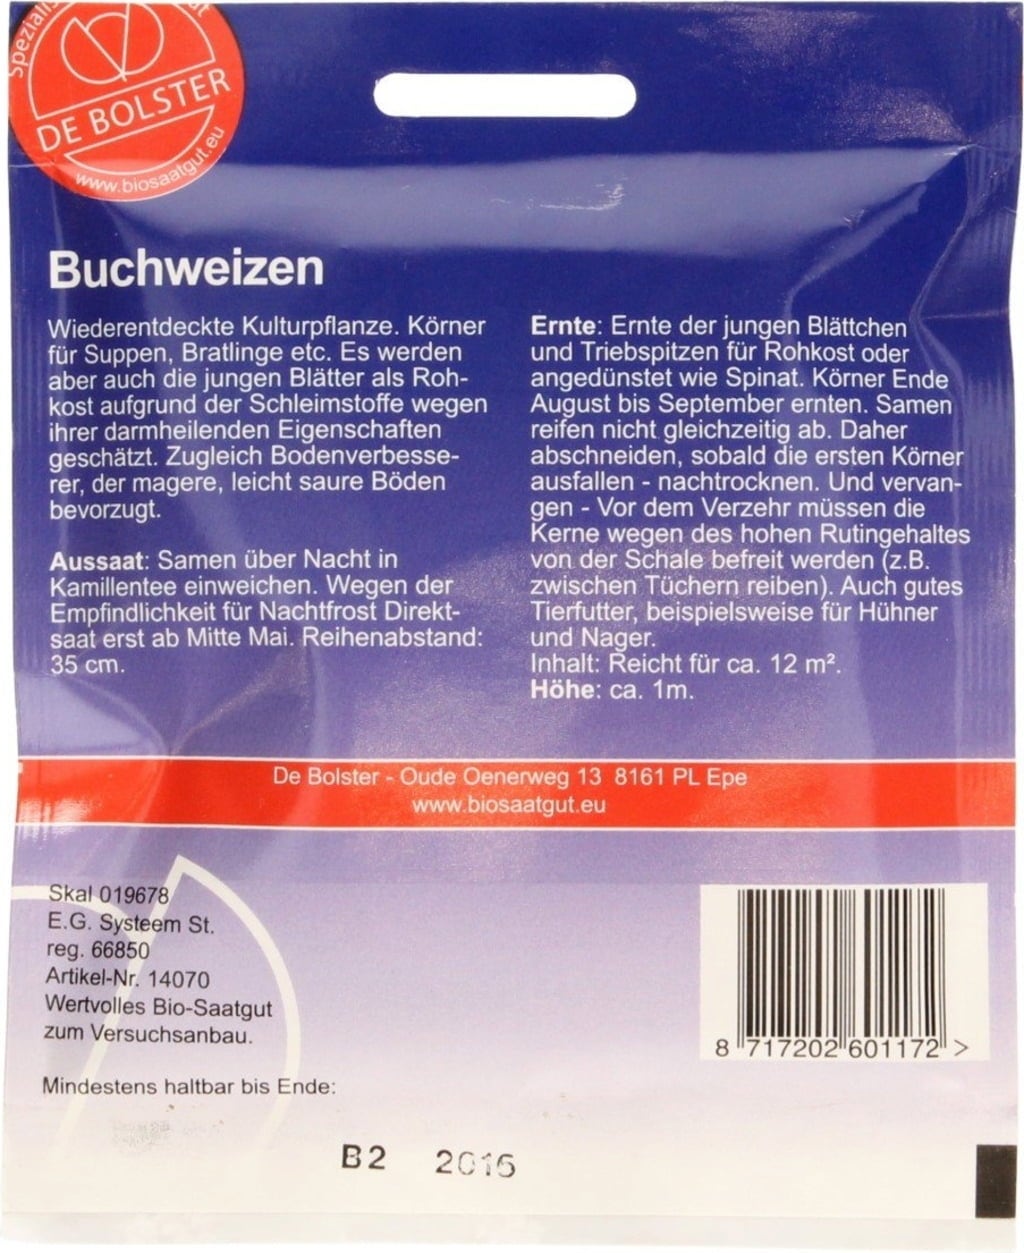 Spezialis
DE BOLSTER
www.biosaatgut.eu
Buchweizen
Wiederentdeckte Kulturpflanze. Körner
für Suppen, Bratlinge etc. Es werden
aber auch die jungen Blätter als Roh-
kost aufgrund der Schleimstoffe wegen
ihrer darmheilenden Eigenschaften
geschätzt. Zugleich Bodenverbesse-
rer, der magere, leicht saure Böden
bevorzugt.
Aussaat: Samen über Nacht in
Kamillentee einweichen. Wegen der
Empfindlichkeit für Nachtfrost Direkt-
saat erst ab Mitte Mai. Reihenabstand:
35 cm.
Ernte: Ernte der jungen Blättchen
und Triebspitzen für Rohkost oder
angedünstet wie Spinat. Körner Ende
August bis September ernten. Samen
reifen nicht gleichzeitig ab. Daher
abschneiden, sobald die ersten Körner
ausfallen - nachtrocknen. Und vervan-
gen - Vor dem Verzehr müssen die
Kerne wegen des hohen Rutingehaltes
von der Schale befreit werden (z.B.
zwischen Tüchern reiben). Auch gutes
Tierfutter, beispielsweise für Hühner
und Nager.
Inhalt: Reicht für ca. 12 m².
Höhe: ca. 1m.
De Bolster - Oude Oenerweg 13 8161 PL Epe
www.biosaatgut.eu
Skal 019678
E.G. Systeem St.
reg. 66850
Artikel-Nr. 14070
Wertvolles Bio-Saatgut
zum Versuchsanbau.
Mindestens haltbar bis Ende:
8 717202 601172 >
B2 2016